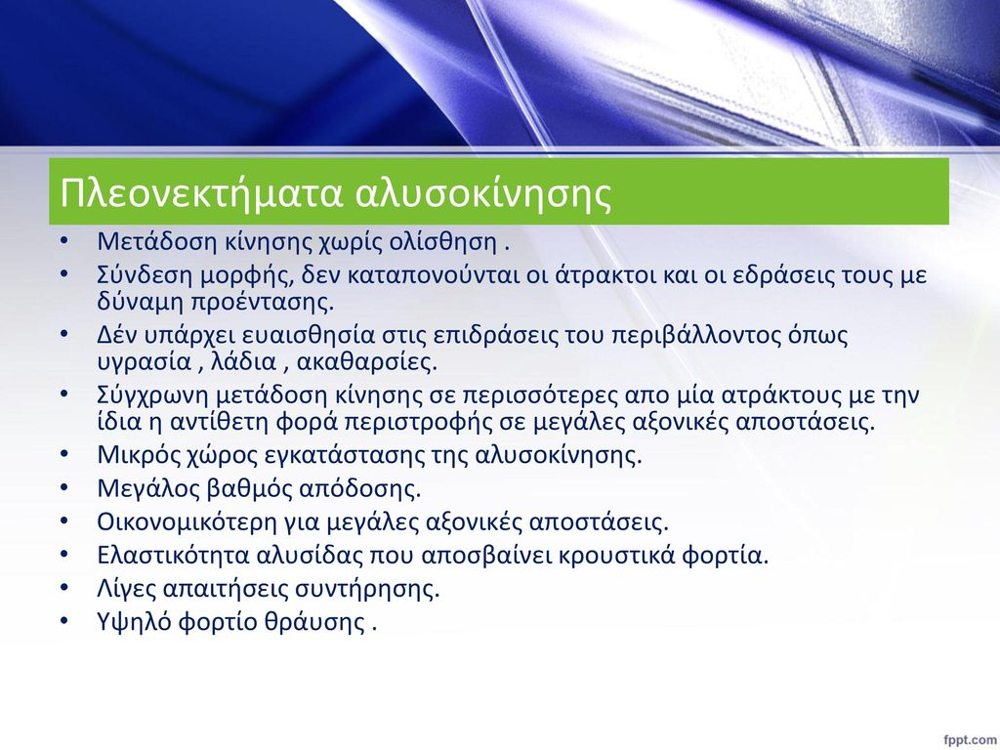 Πλεονεκτήματα αλυσοκίνησης
• Μετάδοση κίνησης χωρίς ολίσθηση .
• Σύνδεση μορφής, δεν καταπονούνται οι άτρακτοι και οι εδράσεις τους με
δύναμη προέντασης.
• Δέν υπάρχει ευαισθησία στις επιδράσεις του περιβάλλοντος όπως
υγρασία , λάδια , ακαθαρσίες.
• Σύγχρωνη μετάδοση κίνησης σε περισσότερες απο μία ατράκτους με την
ίδια η αντίθετη φορά περιστροφής σε μεγάλες αξονικές αποστάσεις.
• Μικρός χώρος εγκατάστασης της αλυσοκίνησης.
• Μεγάλος βαθμός απόδοσης.
• Οικονομικότερη για μεγάλες αξονικές αποστάσεις.
• Ελαστικότητα αλυσίδας που αποσβαίνει κρουστικά φορτία.
• Λίγες απαιτήσεις συντήρησης.
• Υψηλό φορτίο θράυσης .
fppt.com